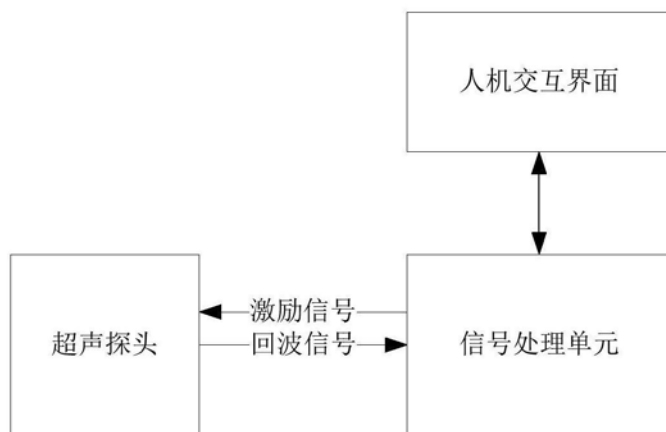 人机交互界面
激励信号
超声探头
回波信号
信号处理单元